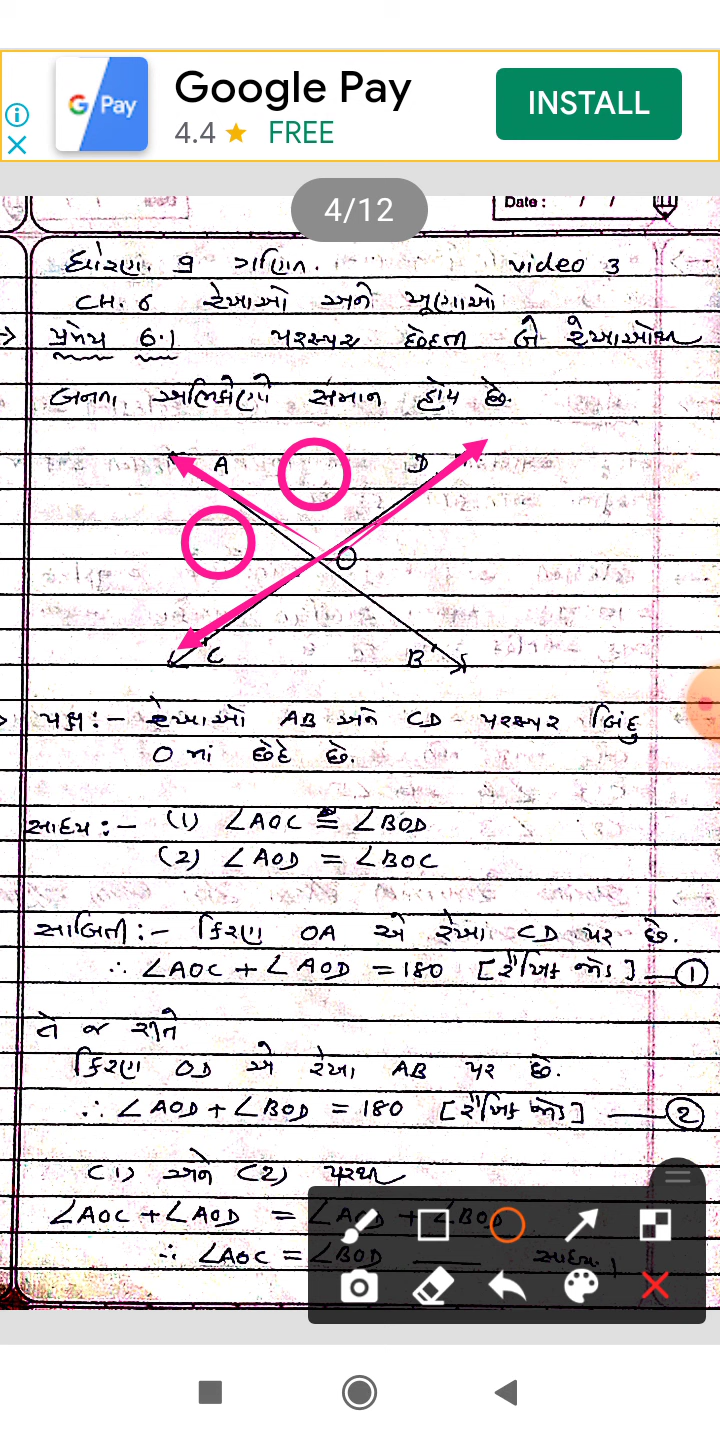 Google Pay
G Pay
4.4 ★ FREE
INSTALL
4/12
Date : / /
ધોરણ. 9 ગણિત. video 3
CH. 6 રેખાઓ અને ખૂણાઓ
→ પ્રમેય 6.1 પરસ્પર છેદતી બે રેખાઓથી
બનતા અભિકોણો સમાન હોય છે.
A D
O
C B
પક્ષ :- રેખાઓ AB અને CD પરસ્પર બિંદુ
O માં છેદે છે.
સાધ્ય :- (1) ∠AOC = ∠BOD
(2) ∠AOD = ∠BOC
સાબિતી :- કિરણ OA એ રેખા CD પર છે.
∴ ∠AOC + ∠AOD = 180 [રૈખિક જોડ] — ①
તે જ રીતે
કિરણ OD એ રેખા AB પર છે.
∴ ∠AOD + ∠BOD = 180 [રૈખિક જોડ] — ②
(1) અને (2) પરથી
∠AOC + ∠AOD = ∠AOD + ∠BOD
∴ ∠AOC = ∠BOD — સાધ્ય. 1